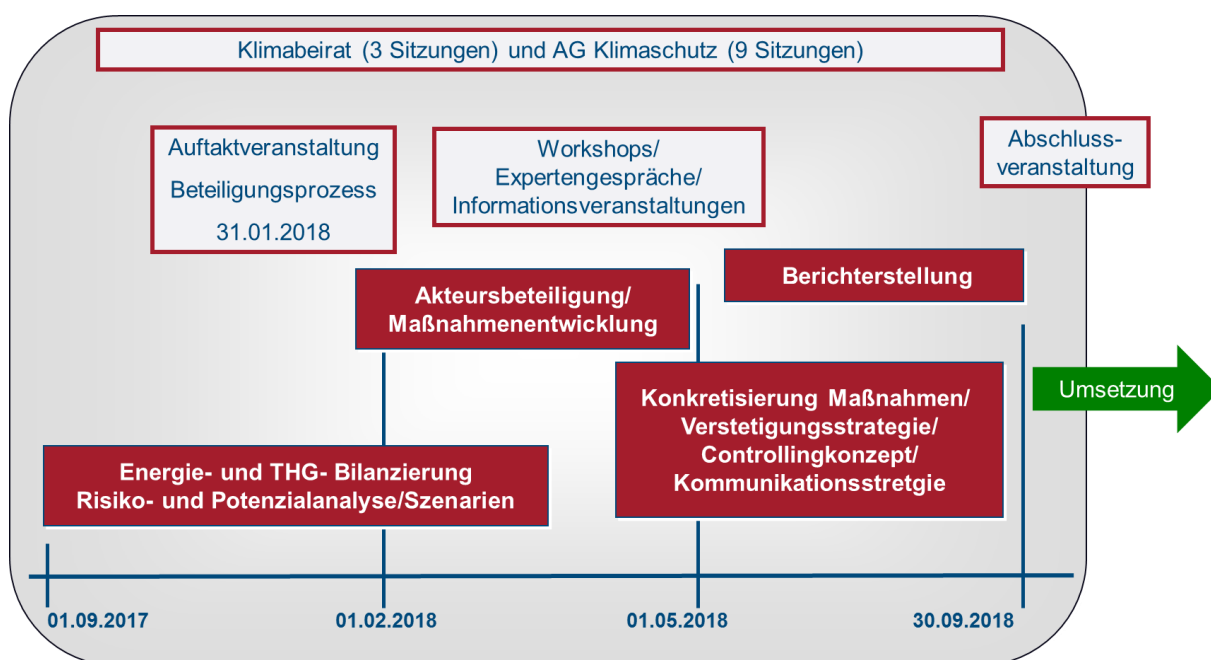 Klimabeirat (3 Sitzungen) und AG Klimaschutz (9 Sitzungen)
Auftaktveranstaltung
Beteiligungsprozess
31.01.2018
Workshops/
Expertengespräche/
Informationsveranstaltungen
Abschluss-
veranstaltung
Akteursbeteiligung/
Maßnahmenentwicklung
Berichterstellung
Konkretisierung Maßnahmen/
Verstetigungsstrategie/
Controllingkonzept/
Kommunikationsstretgie
Umsetzung
Energie- und THG- Bilanzierung
Risiko- und Potenzialanalyse/Szenarien
01.09.2017
01.02.2018
01.05.2018
30.09.2018